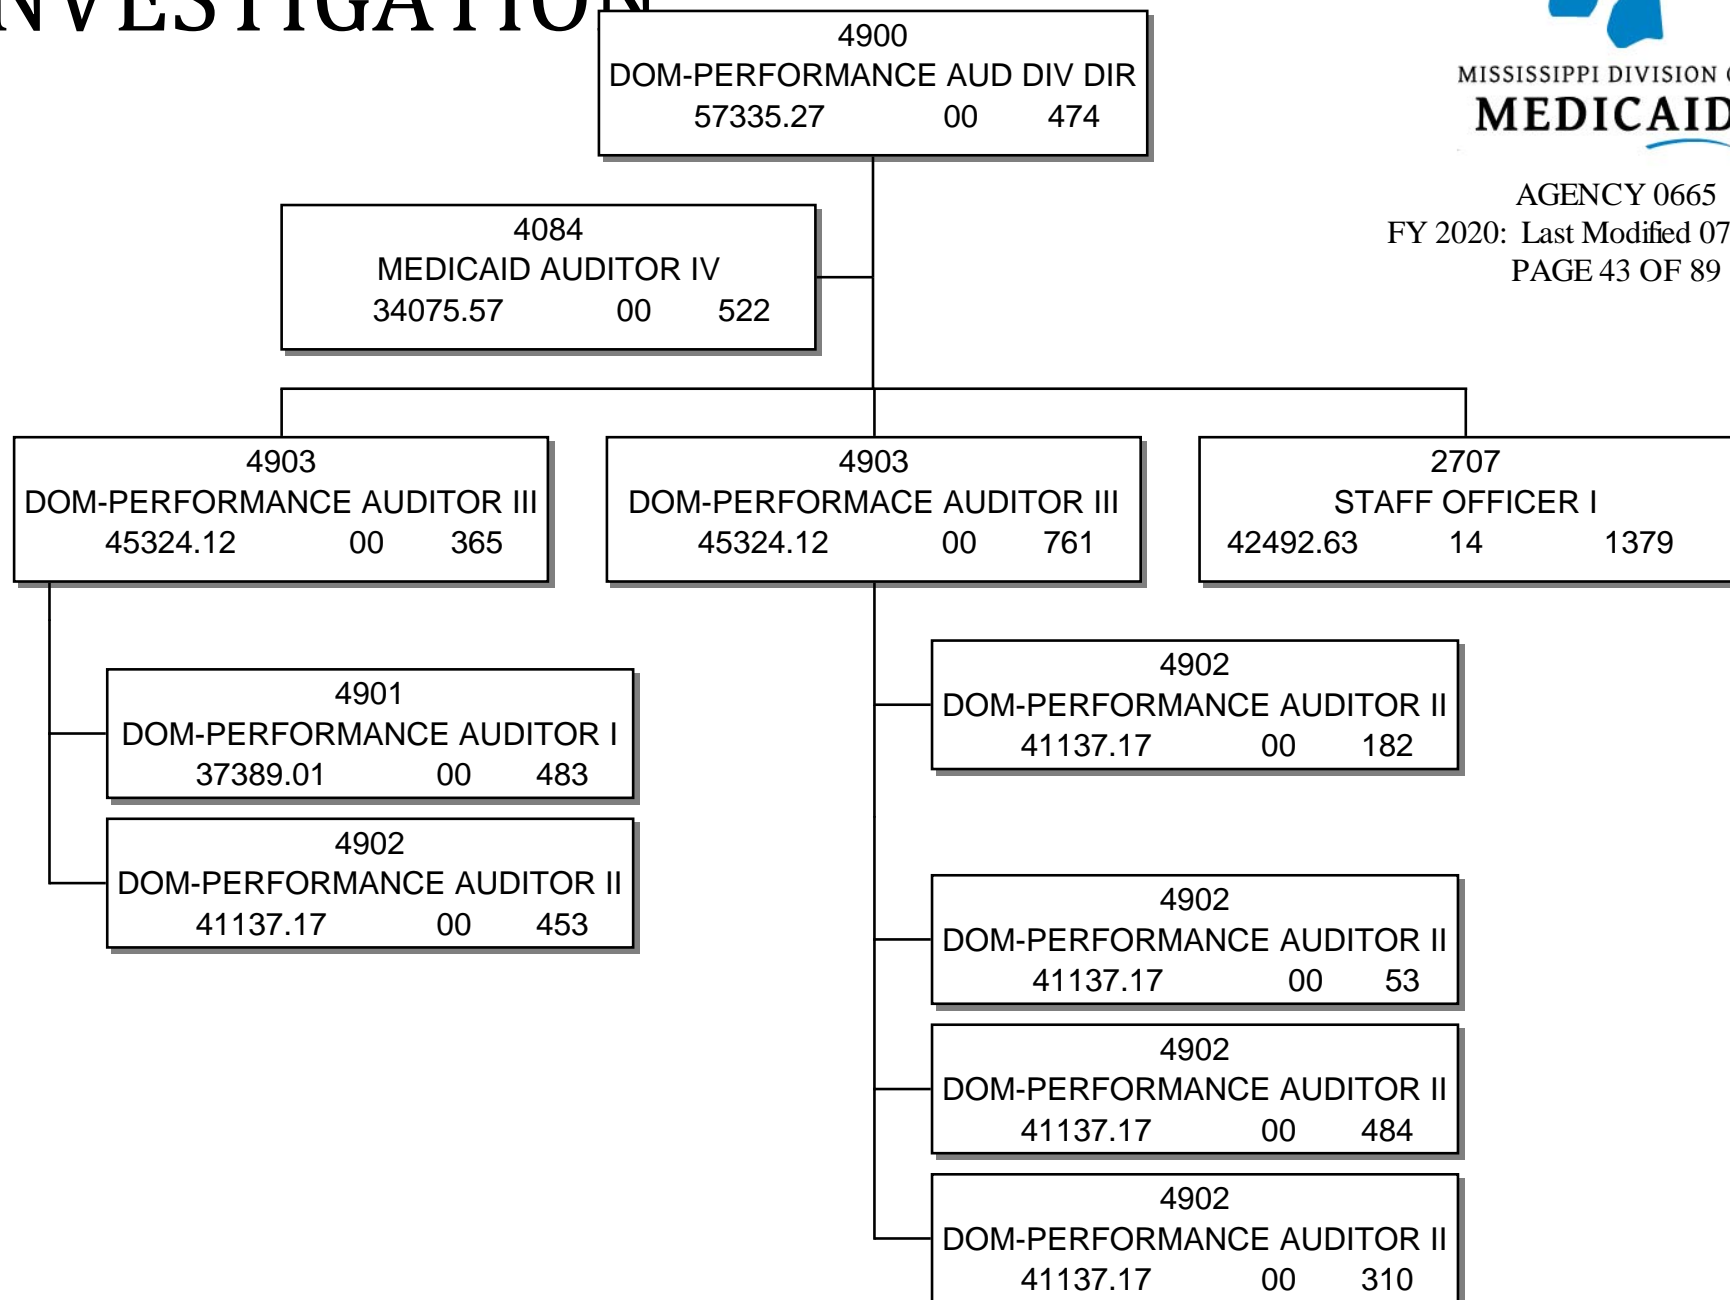 NVESTIGATION
4900
DOM-PERFORMANCE AUD DIV DIR
57335.27 00 474
MISSISSIPPI DIVISION
MEDICAID
AGENCY 0665
FY 2020: Last Modified 07
PAGE 43 OF 89
4084
MEDICAID AUDITOR IV
34075.57 00 522
4903
DOM-PERFORMANCE AUDITOR III
45324.12 00 365
4903
DOM-PERFORMACE AUDITOR III
45324.12 00 761
2707
STAFF OFFICER I
42492.63 14 1379
4901
DOM-PERFORMANCE AUDITOR I
37389.01 00 483
4902
DOM-PERFORMANCE AUDITOR II
41137.17 00 453
4902
DOM-PERFORMANCE AUDITOR II
41137.17 00 182
4902
DOM-PERFORMANCE AUDITOR II
41137.17 00 53
4902
DOM-PERFORMANCE AUDITOR II
41137.17 00 484
4902
DOM-PERFORMANCE AUDITOR II
41137.17 00 310